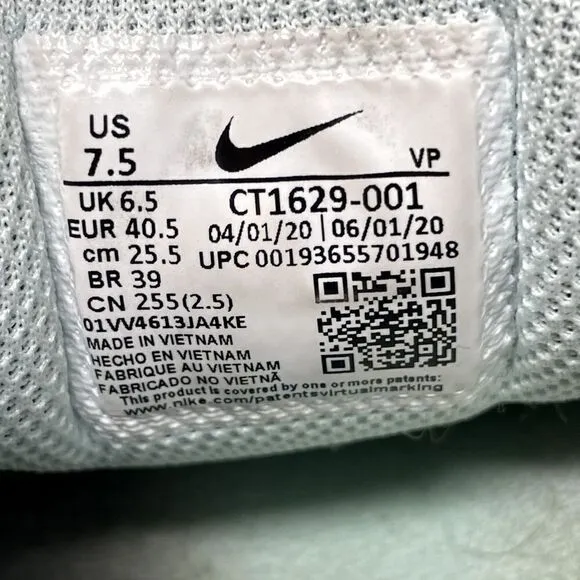 US
7.5
VP
UK 6.5
CT1629-001
EUR 40.5
04/01/20 | 06/01/20
cm 25.5
UPC 00193655701948
BR 39
CN 255(2.5)
01VV4613JA4KE
MADE IN VIETNAM
HECHO EN VIETNAM
FABRIQUE AU VIETNAM
FABRICADO NO VIETNÃ
This product is covered by one or more patents:
www.nike.com/patentsvirtualmarking